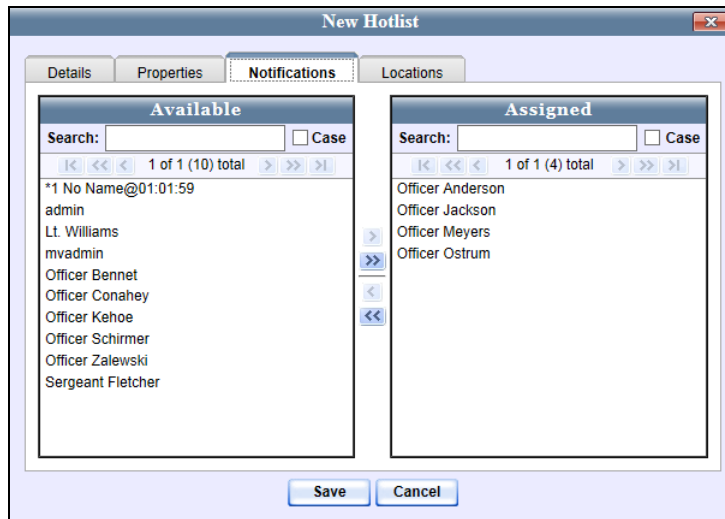 New Hotlist
Details Properties Notifications Locations
Available
Search: Case
1 of 1 (10) total
*1 No Name@01:01:59
admin
Lt. Williams
mvadmin
Officer Bennet
Officer Conahey
Officer Kehoe
Officer Schirmer
Officer Zalewski
Sergeant Fletcher
Assigned
Search: Case
1 of 1 (4) total
Officer Anderson
Officer Jackson
Officer Meyers
Officer Ostrum
Save Cancel